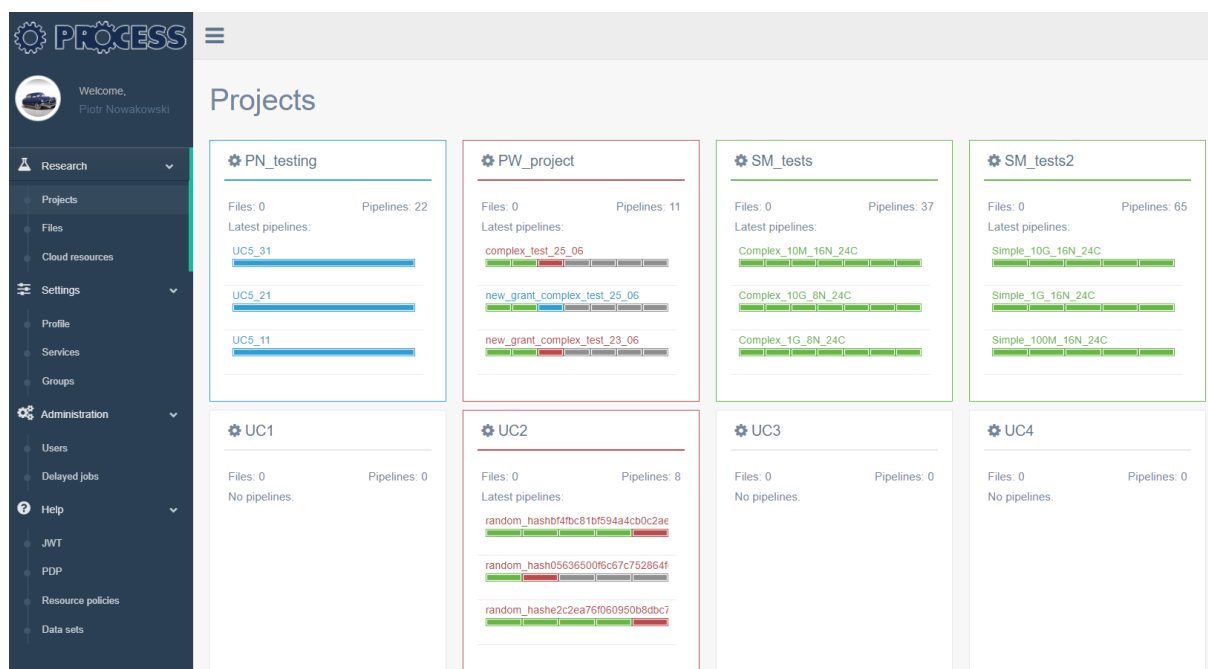 PROCESS
Welcome,
Piotr Nowakowski
Research
Projects
Files
Cloud resources
Settings
Profile
Services
Groups
Administration
Users
Delayed jobs
Help
JWT
PDP
Resource policies
Data sets
Projects
PN_testing
Files: 0 Pipelines: 22
Latest pipelines:
UC5_31
UC5_21
UC5_11
PW_project
Files: 0 Pipelines: 11
Latest pipelines:
complex_test_25_06
new_grant_complex_test_25_06
new_grant_complex_test_23_06
SM_tests
Files: 0 Pipelines: 37
Latest pipelines:
Complex_10M_16N_24C
Complex_10G_8N_24C
Complex_1G_8N_24C
SM_tests2
Files: 0 Pipelines: 65
Latest pipelines:
Simple_10G_16N_24C
Simple_1G_16N_24C
Simple_100M_16N_24C
UC1
Files: 0 Pipelines: 0
No pipelines.
UC2
Files: 0 Pipelines: 8
Latest pipelines:
random_hashbf4fbc81bf594a4cb0c2ae
random_hash05636500f6c67c752864f
random_hashe2c2ea76f060950b8dbc7
UC3
Files: 0 Pipelines: 0
No pipelines.
UC4
Files: 0 Pipelines: 0
No pipelines.